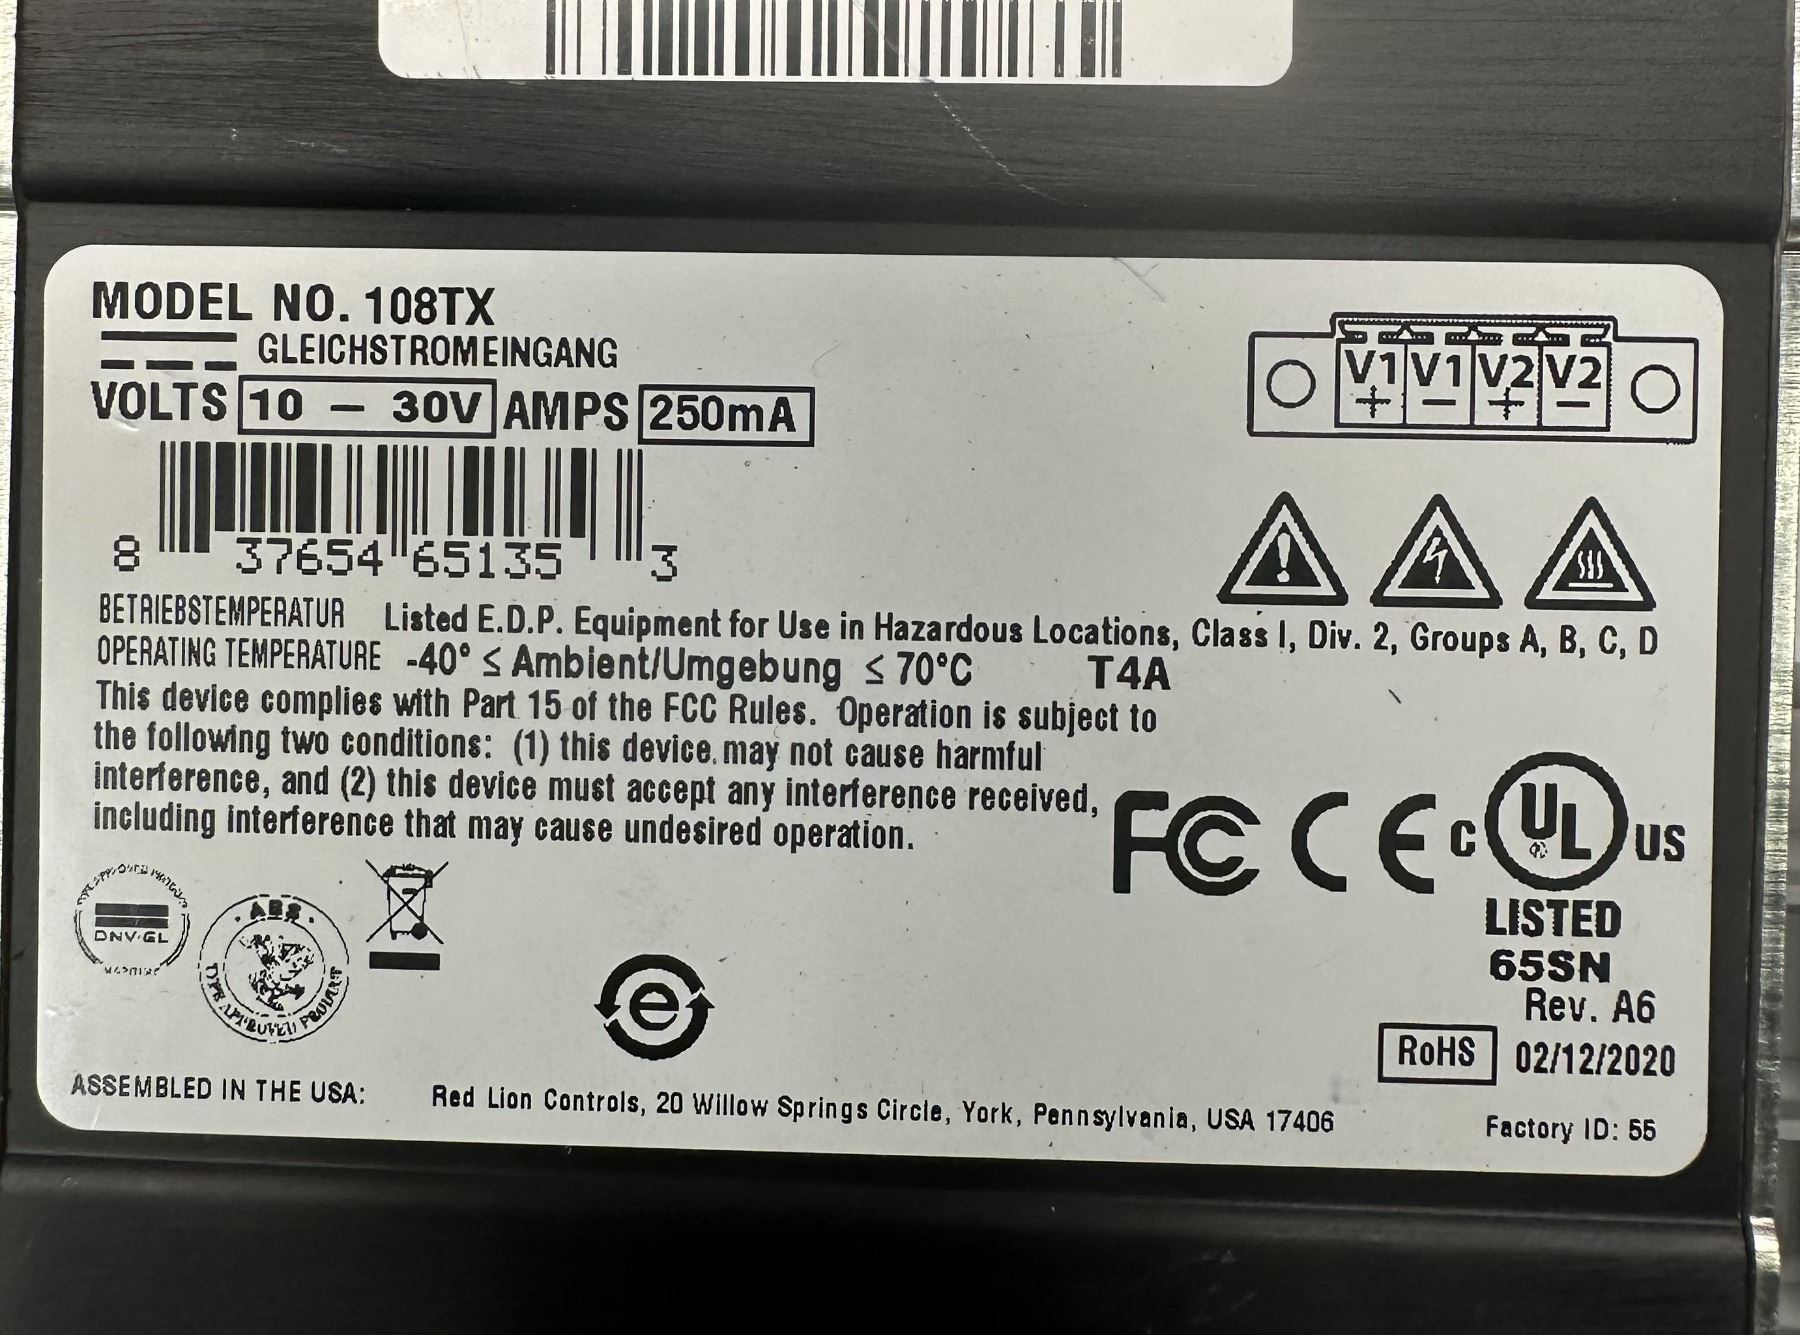 MODEL NO. 108TX
GLEICHSTROMEINGANG
VOLTS 10 – 30V AMPS 250mA
V1 V1 V2 V2
+ – + –
8 37654 65135 3
BETRIEBSTEMPERATUR Listed E.D.P. Equipment for Use in Hazardous Locations, Class I, Div. 2, Groups A, B, C, D
OPERATING TEMPERATURE -40° ≤ Ambient/Umgebung ≤ 70°C T4A
This device complies with Part 15 of the FCC Rules. Operation is subject to
the following two conditions: (1) this device may not cause harmful
interference, and (2) this device must accept any interference received,
including interference that may cause undesired operation.
FC CE C UL US
LISTED
65SN
Rev. A6
DNV·GL
ABS
TYPE APPROVED PRODUCT
e
RoHS 02/12/2020
ASSEMBLED IN THE USA: Red Lion Controls, 20 Willow Springs Circle, York, Pennsylvania, USA 17406
Factory ID: 55